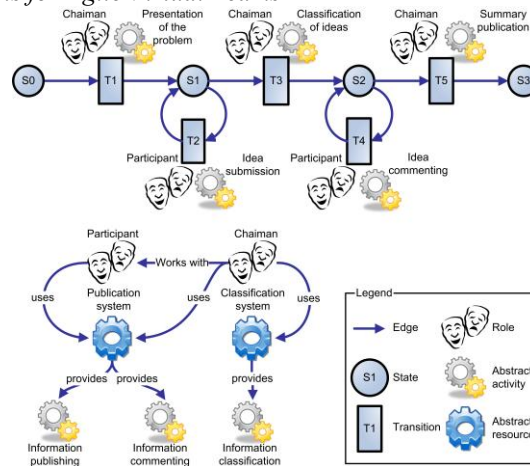 Chaiman Presentation of the problem
Chaiman Classification of ideas
Chaiman Summary publication
S0 T1 S1 T3 S2 T5 S3
T2 T4
Participant Idea submission
Participant Idea commenting
Participant Chaiman
Works with
uses Publication system uses Classification system uses
provides provides provides
Information publishing
Information commenting
Information classification
Legend
Edge Role
S1 State Abstract activity
T1 Transition Abstract resource